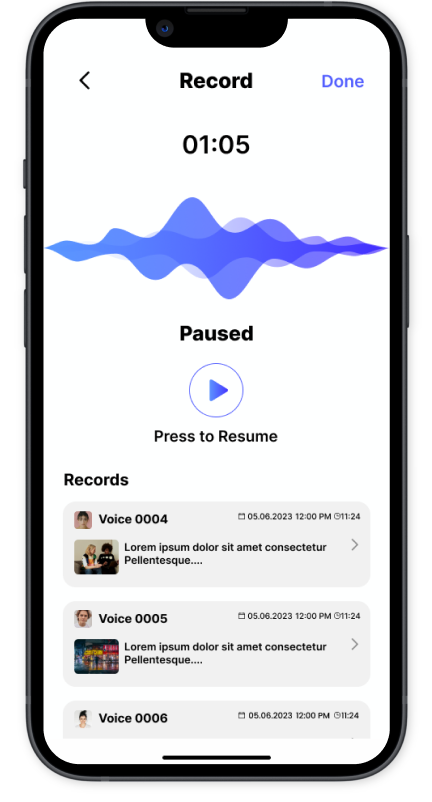 Record
Done
01:05
Paused
Press to Resume
Records
Voice 0004
05.06.2023 12:00 PM 11:24
Lorem ipsum dolor sit amet consectetur
Pellentesque....
Voice 0005
05.06.2023 12:00 PM 11:24
Lorem ipsum dolor sit amet consectetur
Pellentesque....
Voice 0006
05.06.2023 12:00 PM 11:24